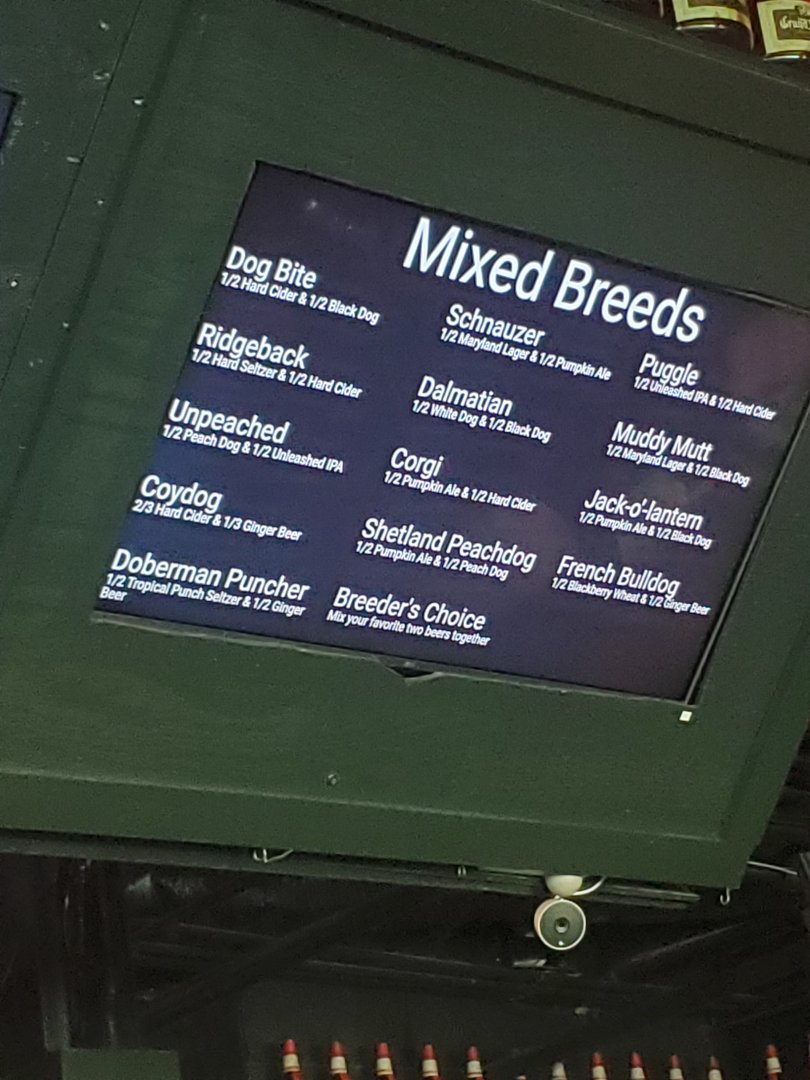 Mixed Breeds
Dog Bite
1/2 Hard Cider & 1/2 Black Dog
Ridgeback
1/2 Hard Seltzer & 1/2 Hard Cider
Unpeached
1/2 Peach Dog & 1/2 Unleashed IPA
Coydog
2/3 Hard Cider & 1/3 Ginger Beer
Doberman Puncher
1/2 Tropical Punch Seltzer & 1/2 Ginger
Beer
Schnauzer
1/2 Maryland Lager & 1/2 Pumpkin Ale
Dalmatian
1/2 White Dog & 1/2 Black Dog
Corgi
1/2 Pumpkin Ale & 1/2 Hard Cider
Shetland Peachdog
1/2 Pumpkin Ale & 1/2 Peach Dog
Breeder's Choice
Mix your favorite two beers together
Puggle
1/2 Unleashed IPA & 1/2 Hard Cider
Muddy Mutt
1/2 Maryland Lager & 1/2 Black Dog
Jack-o'-lantern
1/2 Pumpkin Ale & 1/2 Black Dog
French Bulldog
1/2 Blackberry Wheat & 1/2 Ginger Beer